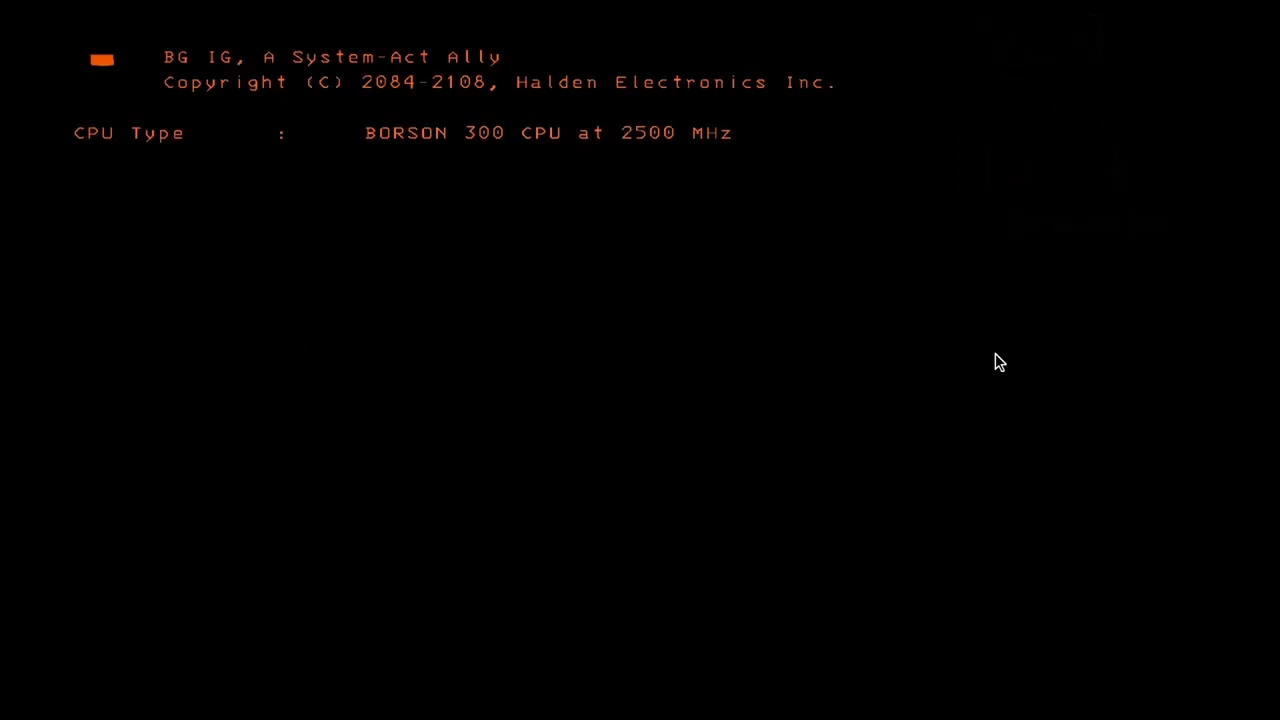 BG IG, A System-Act Ally
Copyright (C) 2084-2108, Halden Electronics Inc.
CPU Type : BORSON 300 CPU at 2500 MHz